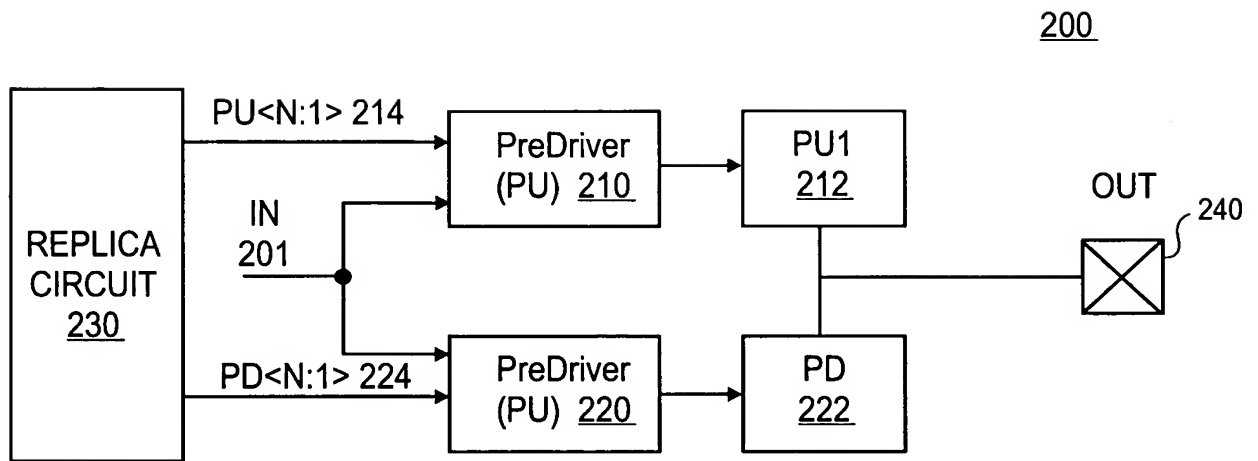 200
PU<N:1> 214
PreDriver
(PU) 210
PU1
212
OUT
240
IN
201
REPLICA
CIRCUIT
230
PD<N:1> 224
PreDriver
(PU) 220
PD
222